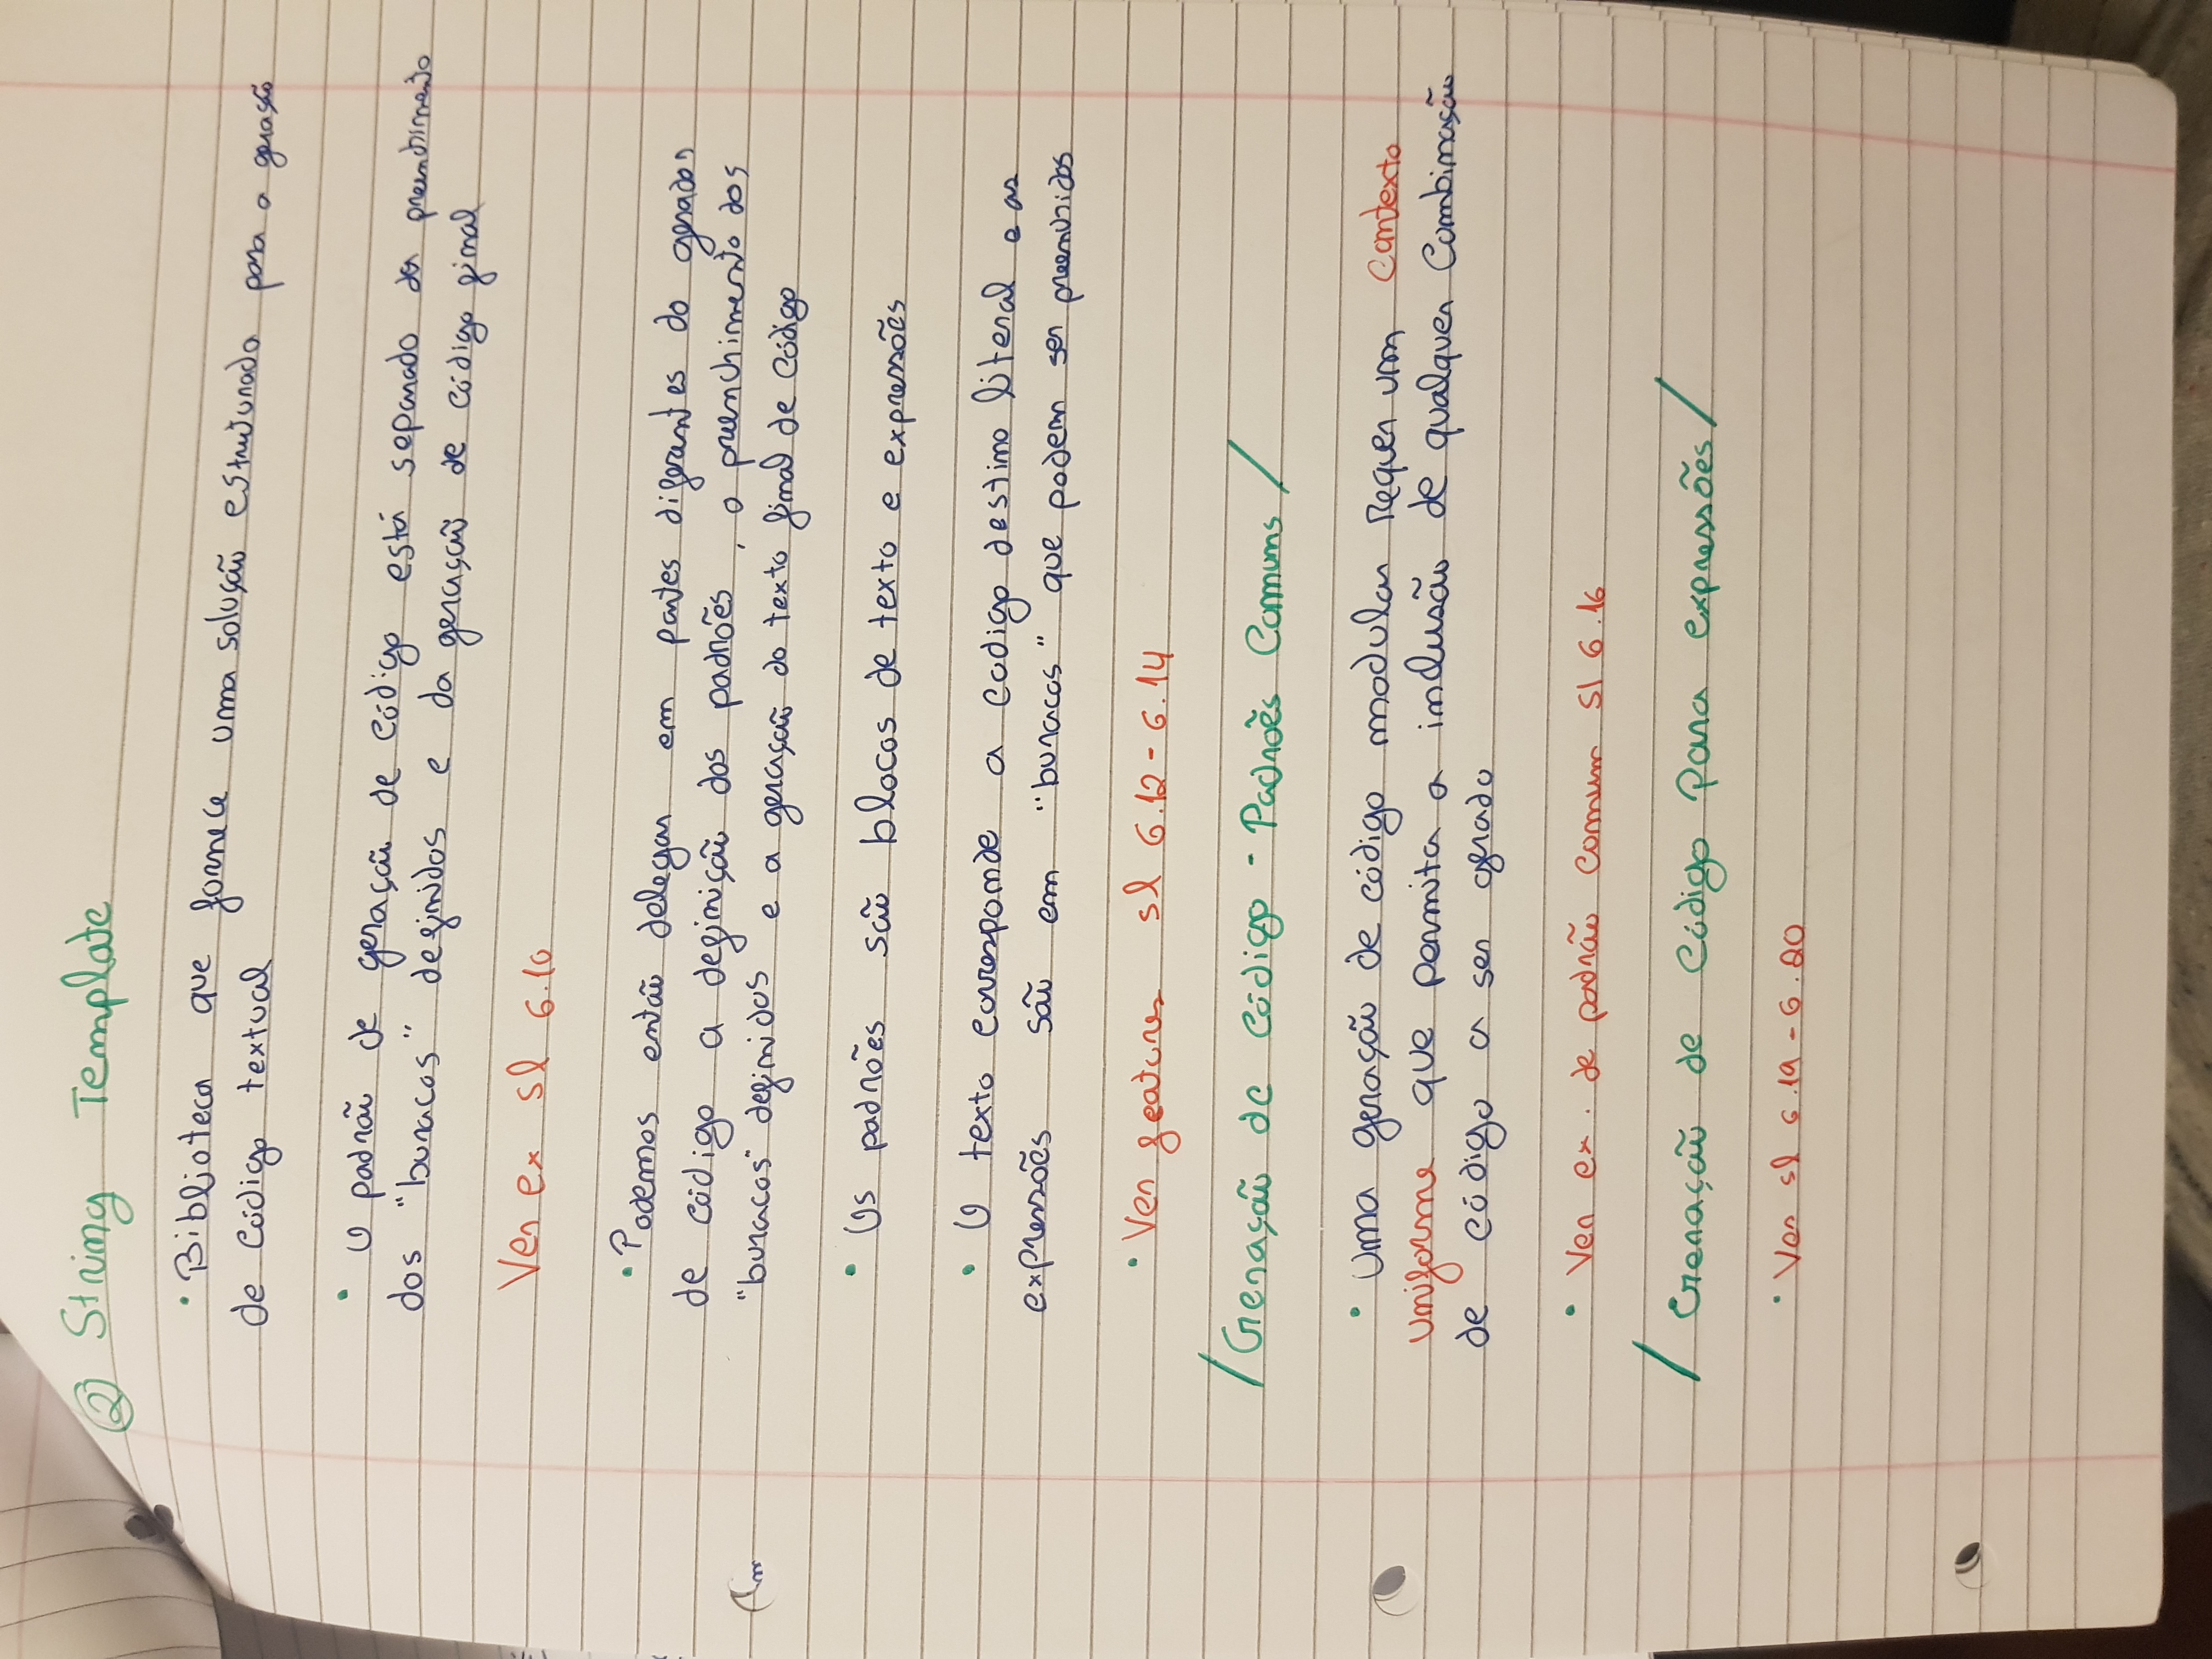 ② String Template
• Biblioteca que fornece uma solução estruturada para a geração
de código textual
• O padrão de geração de código está separado do preenchimento
dos "buracos" definidos e da geração de código final
Ver ex sl 6.10
• Podemos então delegar em partes diferentes do gerador
de código a definição dos padrões, o preenchimento dos
"buracos" definidos e a geração do texto final de código
• Os padrões são blocos de texto e expressões
• O texto corresponde a codigo destino literal e as
expressões são em "buracos" que podem ser preenchidos
• Ver features sl 6.12 - 6.14
/Geração de código - Padrões Comuns/
• Uma geração de código modular requer um contexto
uniforme que permita a inclusão de qualquer combinação
de código a ser gerado
• Ver ex. de padrão comum sl 6.16
/Geração de código para expressões/
• Ver sl 6.19 - 6.20